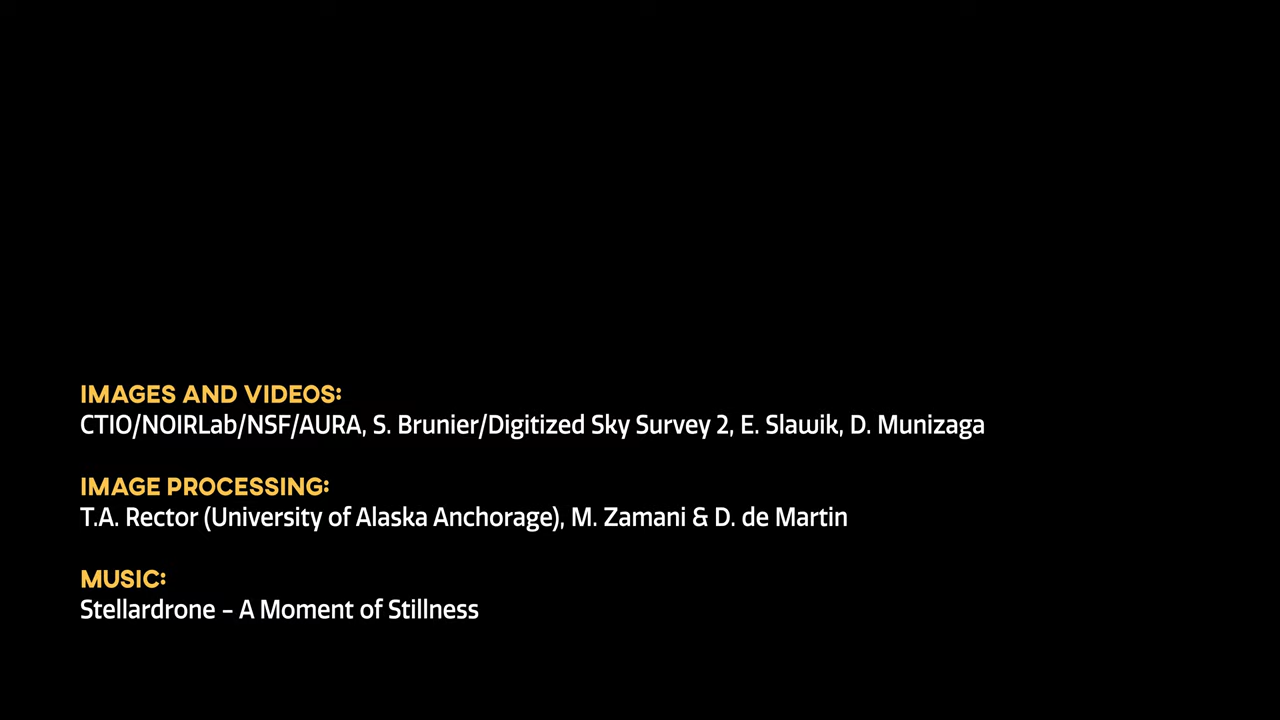 IMAGES AND VIDEOS:
CTIO/NOIRLab/NSF/AURA, S. Brunier/Digitized Sky Survey 2, E. Slawik, D. Munizaga
IMAGE PROCESSING:
T.A. Rector (University of Alaska Anchorage), M. Zamani & D. de Martin
MUSIC:
Stellardrone – A Moment of Stillness